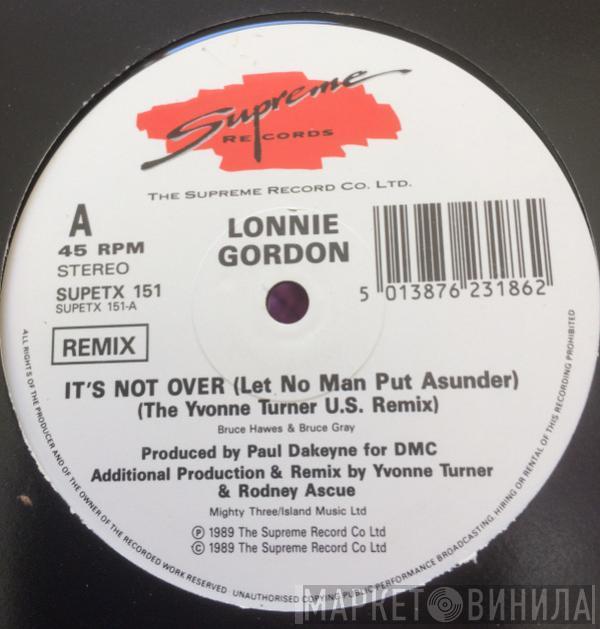 Supreme
RECORDS
THE SUPREME RECORD CO. LTD.
A
45 RPM
STEREO
SUPETX 151
SUPETX 151-A
LONNIE
GORDON
5 013876 231862
REMIX
IT'S NOT OVER (Let No Man Put Asunder)
(The Yvonne Turner U.S. Remix)
Bruce Hawes & Bruce Gray
Produced by Paul Dakeyne for DMC
Additional Production & Remix by Yvonne Turner
& Rodney Ascue
Mighty Three/Island Music Ltd
℗ 1989 The Supreme Record Co Ltd
© 1989 The Supreme Record Co Ltd
ALL RIGHTS OF THE PRODUCER AND OF THE OWNER OF THE RECORDED WORK RESERVED UNAUTHORISED COPYING PUBLIC PERFORMANCE BROADCASTING HIRING OR RENTAL OF THIS RECORDING PROHIBITED
МАРКЕТ ВИНИЛА